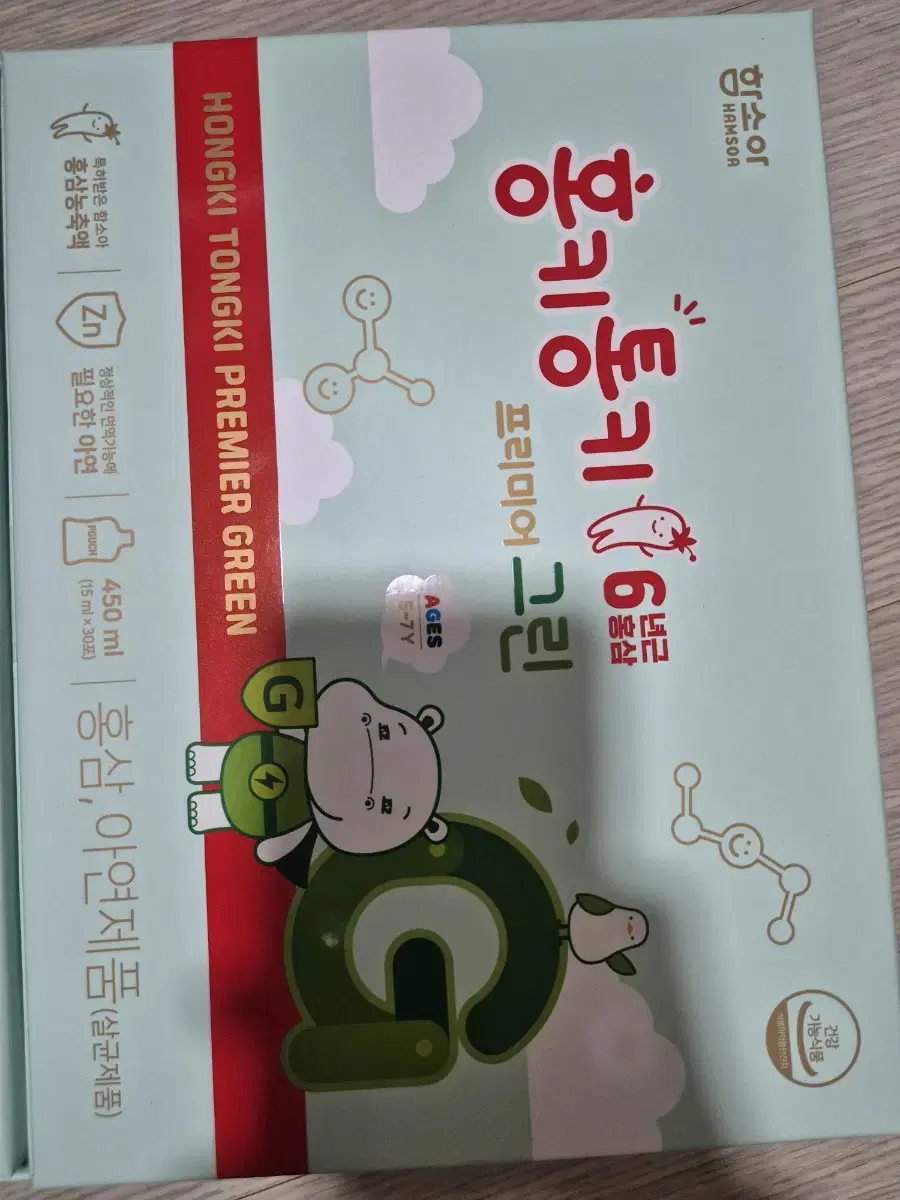 함소아
HAMSOA
홍키통키
6년근
홍삼
프리미어 그린
AGES
5~7Y
G
HONGKI TONGKI PREMIER GREEN
특허받은 함소아
홍삼농축액
Zn
정상적인 면역기능에
필요한 아연
POUCH
450 ml
(15 ml × 30포)
홍삼, 아연제품(살균제품)
건강
기능식품